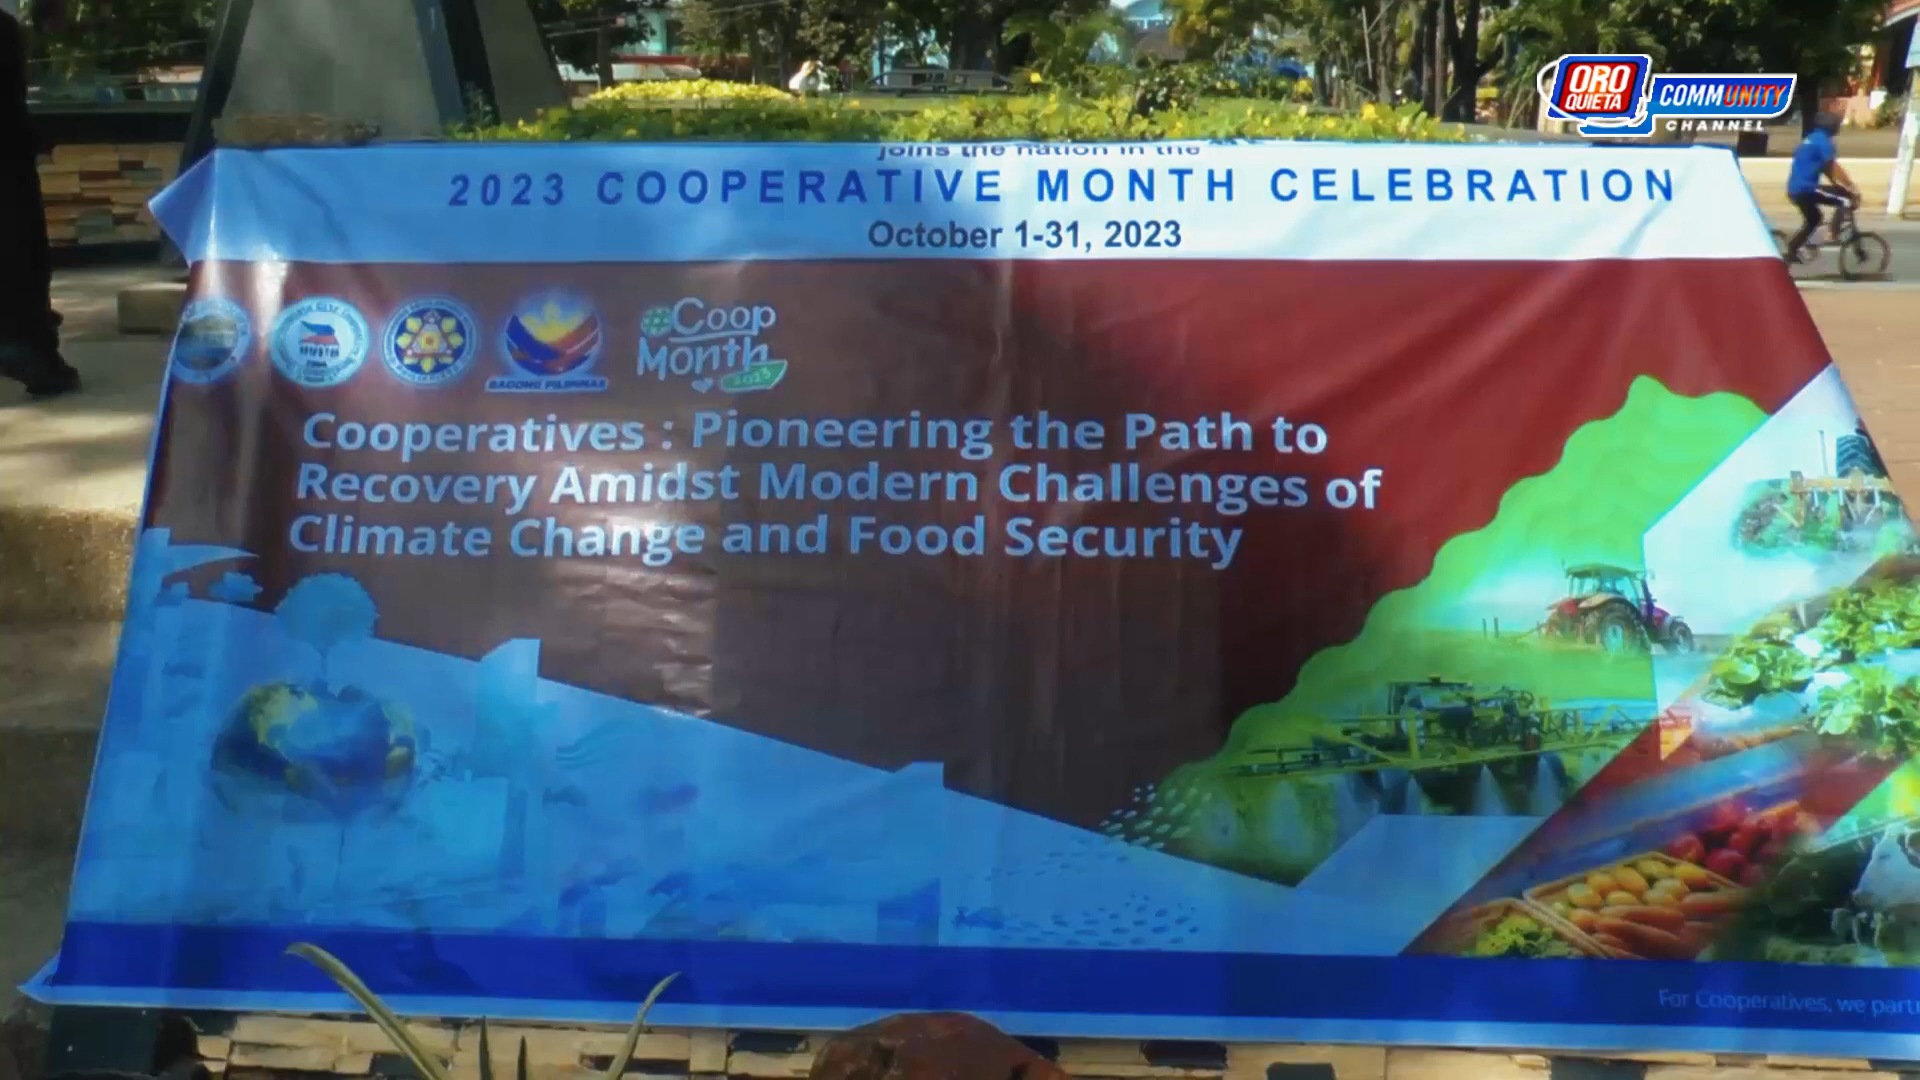 ORO
QUIETA
COMMUNITY
CHANNEL
joins the nation in the
2023 COOPERATIVE MONTH CELEBRATION
October 1-31, 2023
BAGONG PILIPINAS
#Coop
Month
2023
Cooperatives : Pioneering the Path to
Recovery Amidst Modern Challenges of
Climate Change and Food Security
For Cooperatives, we